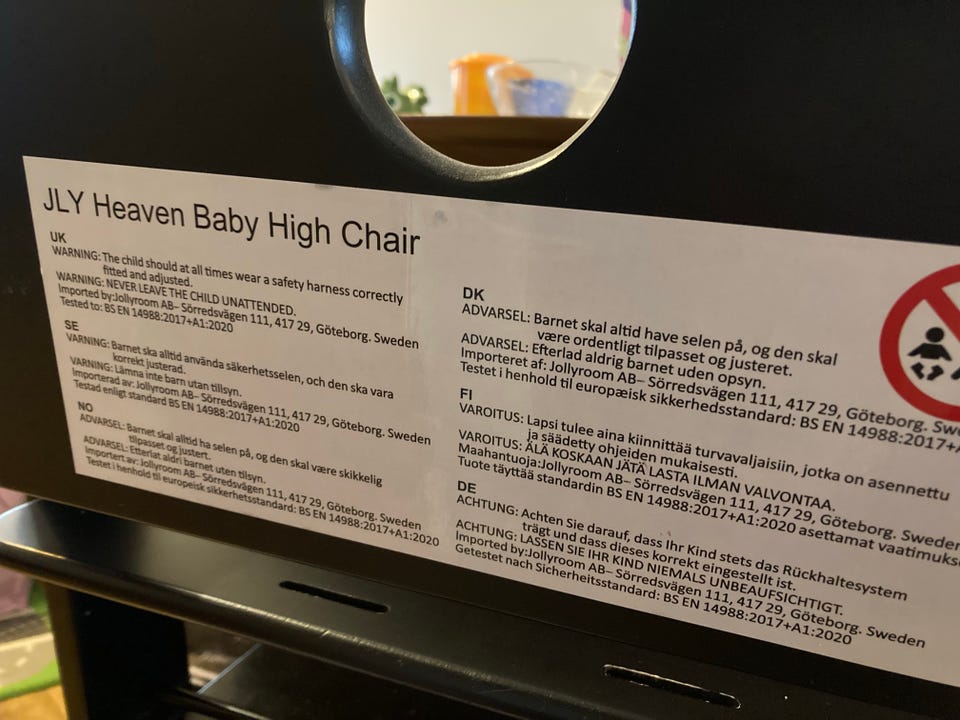 JLY Heaven Baby High Chair
UK
WARNING: The child should at all times wear a safety harness correctly
fitted and adjusted.
WARNING: NEVER LEAVE THE CHILD UNATTENDED.
Imported by:Jollyroom AB– Sörredsvägen 111, 417 29, Göteborg. Sweden
Tested to: BS EN 14988:2017+A1:2020
SE
VARNING: Barnet ska alltid använda säkerhetsselen, och den ska vara
korrekt justerad.
VARNING: Lämna inte barn utan tillsyn.
Importerad av: Jollyroom AB– Sörredsvägen 111, 417 29, Göteborg. Sweden
Testad enligt standard BS EN 14988:2017+A1:2020
NO
ADVARSEL: Barnet skal alltid ha selen på, og den skal være skikkelig
tilpasset og justert.
ADVARSEL: Etterlat aldri barnet uten tilsyn.
Importert av: Jollyroom AB– Sörredsvägen 111, 417 29, Göteborg. Sweden
Testet i henhold til europeisk sikkerhetsstandard: BS EN 14988:2017+A1:2020
DK
ADVARSEL: Barnet skal altid have selen på, og den skal
være ordentligt tilpasset og justeret.
ADVARSEL: Efterlad aldrig barnet uden opsyn.
Importeret af: Jollyroom AB– Sörredsvägen 111, 417 29, Göteborg. Swe
Testet i henhold til europæisk sikkerhedsstandard: BS EN 14988:2017+A
FI
VAROITUS: Lapsi tulee aina kiinnittää turvavaljaisiin, jotka on asennettu
ja säädetty ohjeiden mukaisesti.
VAROITUS: ÄLÄ KOSKAAN JÄTÄ LASTA ILMAN VALVONTAA.
Maahantuoja:Jollyroom AB– Sörredsvägen 111, 417 29, Göteborg. Sweden
Tuote täyttää standardin BS EN 14988:2017+A1:2020 asettamat vaatimukse
DE
ACHTUNG: Achten Sie darauf, dass Ihr Kind stets das Rückhaltesystem
trägt und dass dieses korrekt eingestellt ist.
ACHTUNG: LASSEN SIE IHR KIND NIEMALS UNBEAUFSICHTIGT.
Imported by:Jollyroom AB– Sörredsvägen 111, 417 29, Göteborg. Sweden
Getestet nach Sicherheitsstandard: BS EN 14988:2017+A1:2020